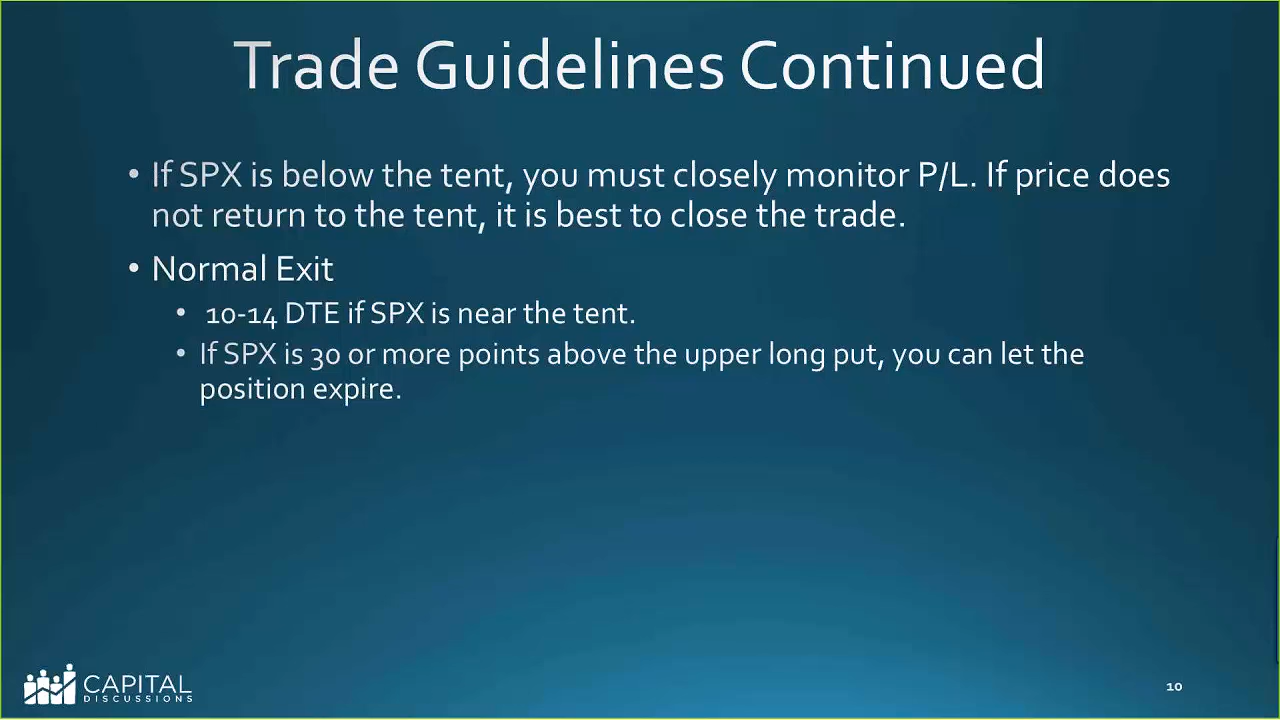 Trade Guidelines Continued
• If SPX is below the tent, you must closely monitor P/L. If price does
not return to the tent, it is best to close the trade.
• Normal Exit
• 10-14 DTE if SPX is near the tent.
• If SPX is 30 or more points above the upper long put, you can let the
position expire.
CAPITAL
DISCUSSIONS
10